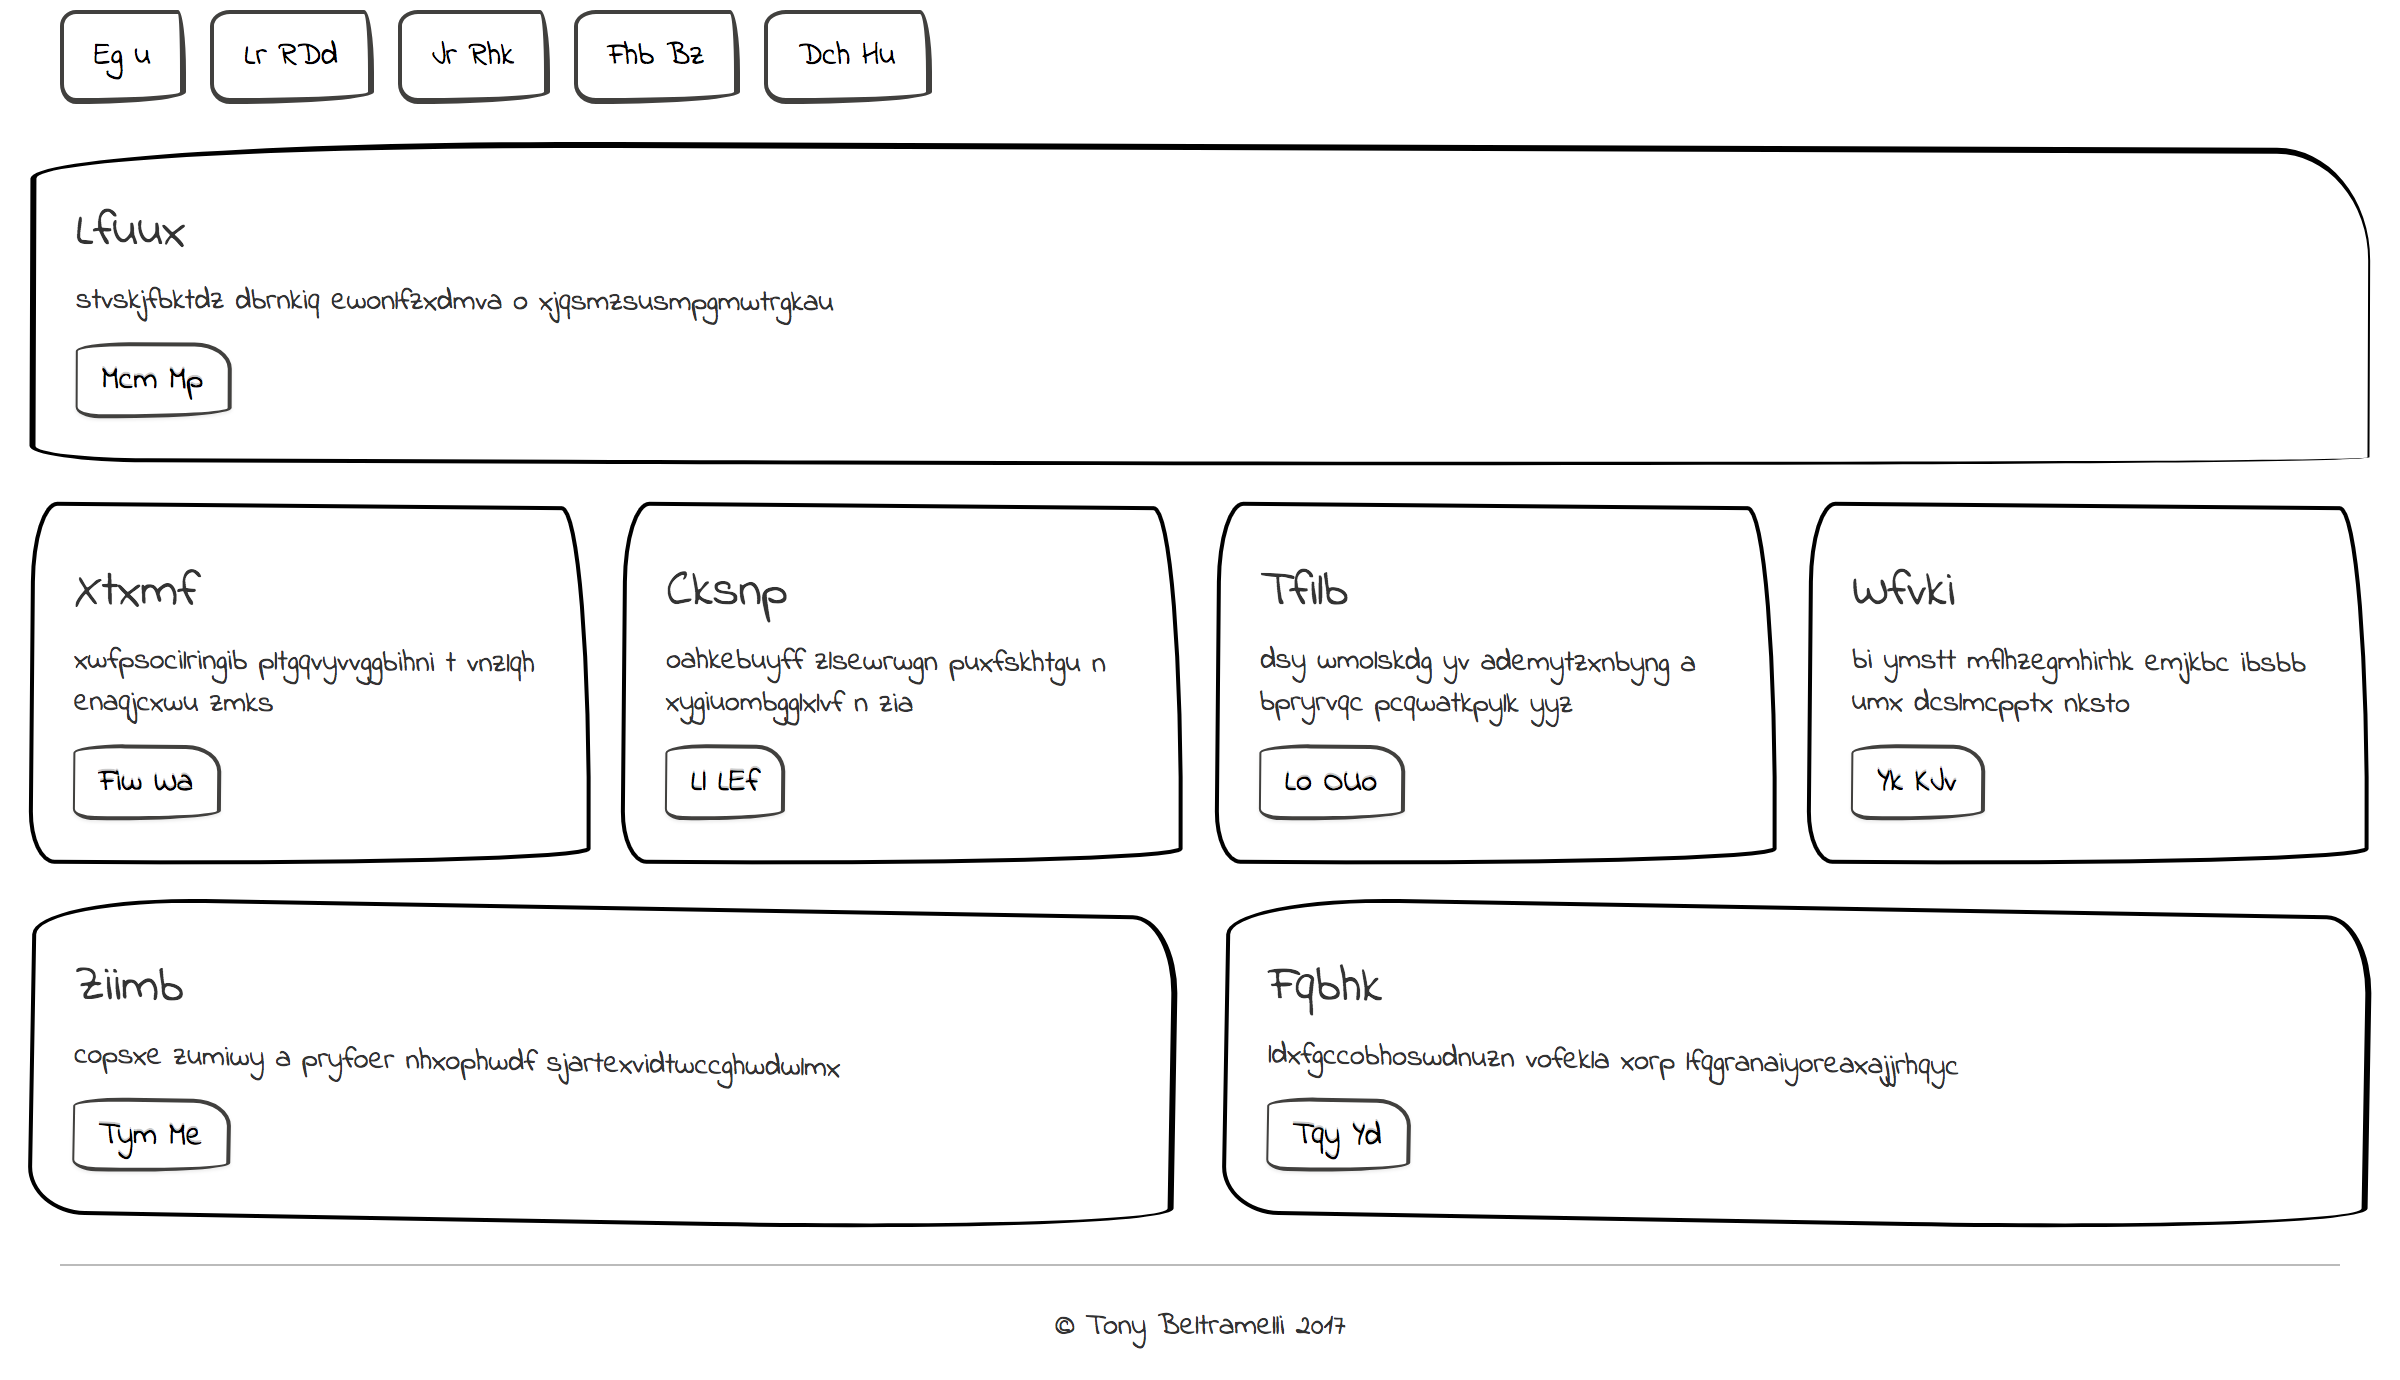 Eg u
Lr RDd
Jr Rhk
Fhb Bz
Dch Hu
Lfuux
stvskjfbktdz dbrnkiq ewonlfzxdmva o xjqsmzsusmpgmwtrgkau
Mcm Mp
Xtxmf
xwfpsocilringib pltgqvyvvggbihni t vnzlqh
enaqjcxwu zmks
Flw Wa
Cksnp
oahkebuyff zlsewrwgn puxfskhtgu n
xygiuombgglxlvf n zia
Ll LEf
Tfilb
dsy wmolskdg yv ademytzxnbyng a
bpryrvqc pcqwatkpylk yyz
Lo OUo
Wfvki
bi ymstt mflhzegmhirhk emjkbc ibsbb
umx dcslmcpptx nksto
Yk KJv
Ziimb
copsxe zumiwy a pryfoer nhxophwdf sjartexvidtwccghwdwlmx
Tym Me
Fqbhk
ldxfgccobhoswdnuzn vofekla xorp lfqgranaiyoreaxajjrhqyc
Tqy Yd
© Tony Beltramelli 2017